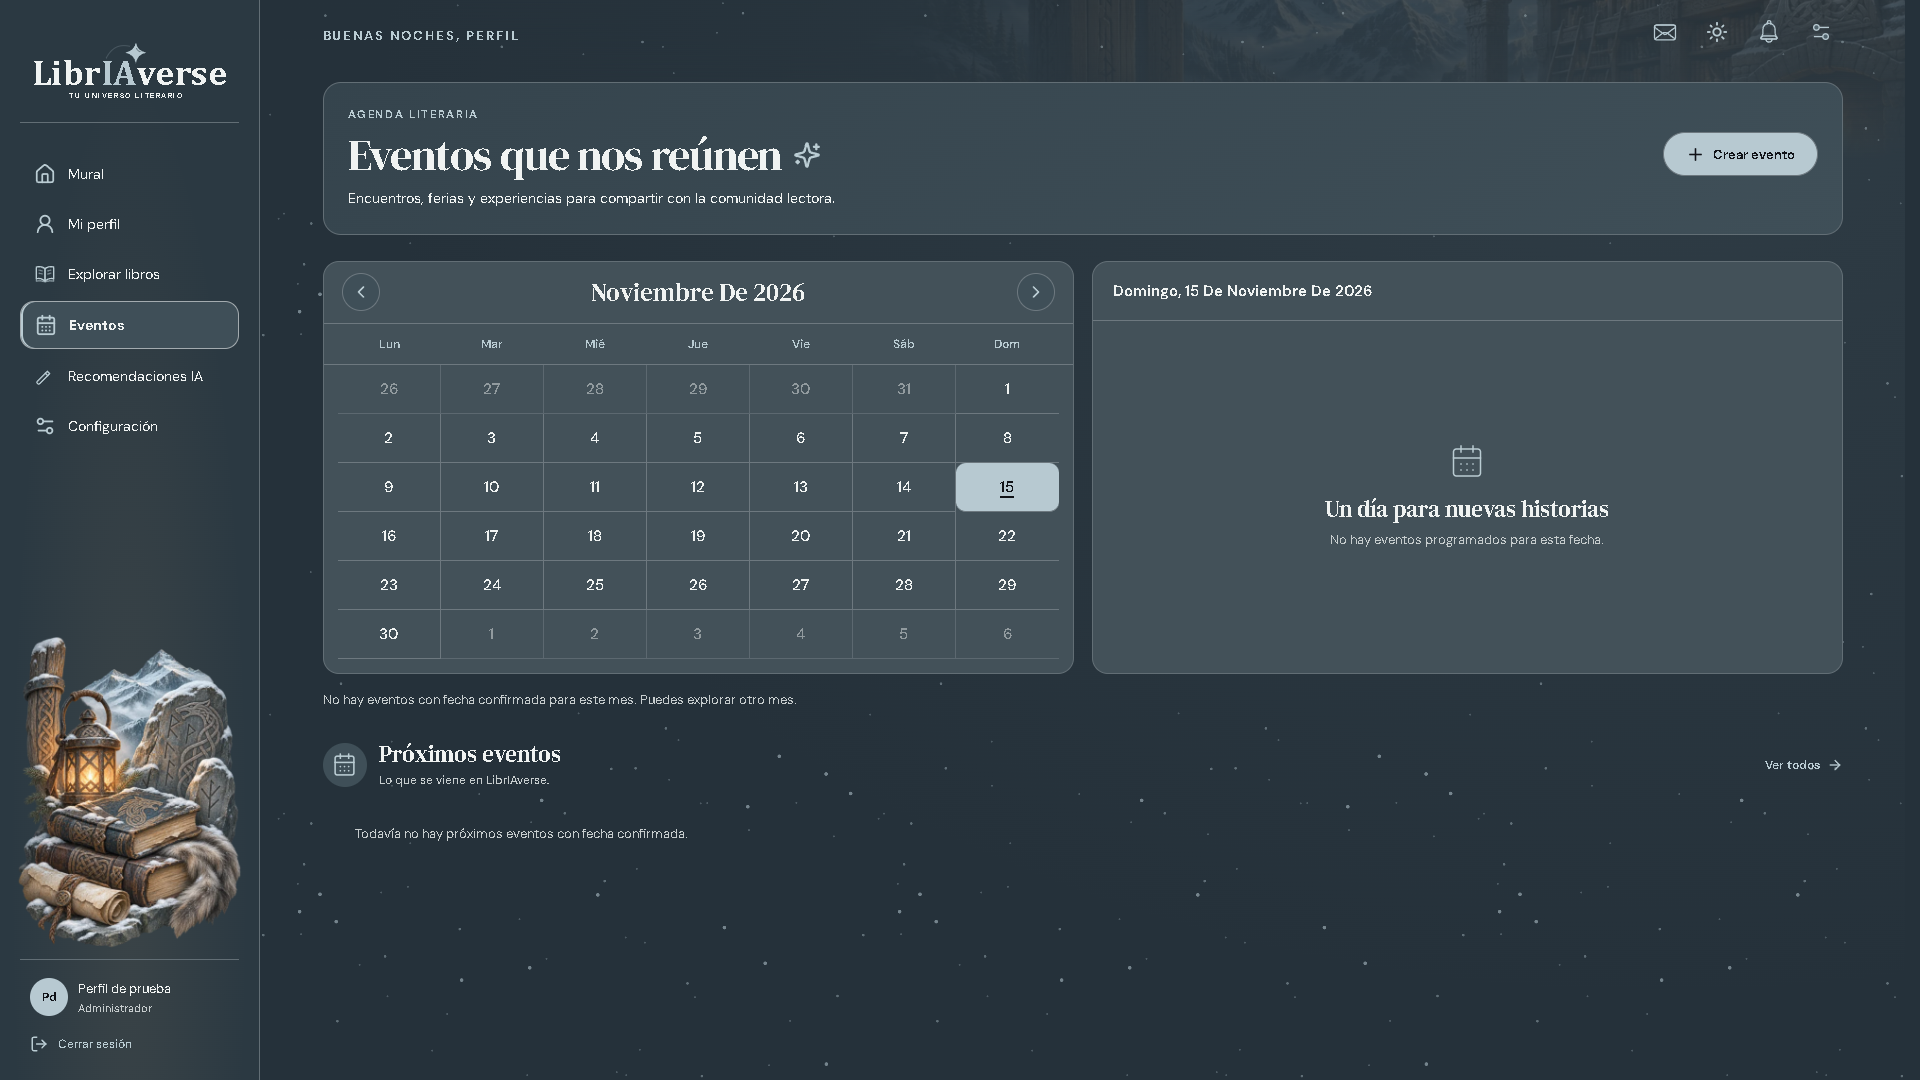 LibrIAverse
TU UNIVERSO LITERARIO
Mural
Mi perfil
Explorar libros
Eventos
Recomendaciones IA
Configuración
Pd
Perfil de prueba
Administrador
Cerrar sesión
BUENAS NOCHES, PERFIL
AGENDA LITERARIA
Eventos que nos reúnen
Encuentros, ferias y experiencias para compartir con la comunidad lectora.
Crear evento
Noviembre De 2026
Lun Mar Mié Jue Vie Sáb Dom
26 27 28 29 30 31 1
2 3 4 5 6 7 8
9 10 11 12 13 14 15
16 17 18 19 20 21 22
23 24 25 26 27 28 29
30 1 2 3 4 5 6
Domingo, 15 De Noviembre De 2026
Un día para nuevas historias
No hay eventos programados para esta fecha.
No hay eventos con fecha confirmada para este mes. Puedes explorar otro mes.
Próximos eventos
Lo que se viene en LibrIAverse.
Ver todos
Todavía no hay próximos eventos con fecha confirmada.